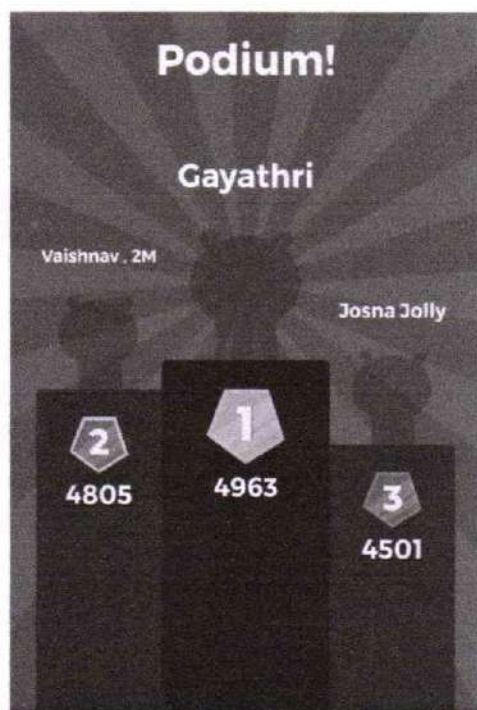 Podium!
Gayathri
Vaishnav . 2M
Josna Jolly
2
1
3
4805
4963
4501